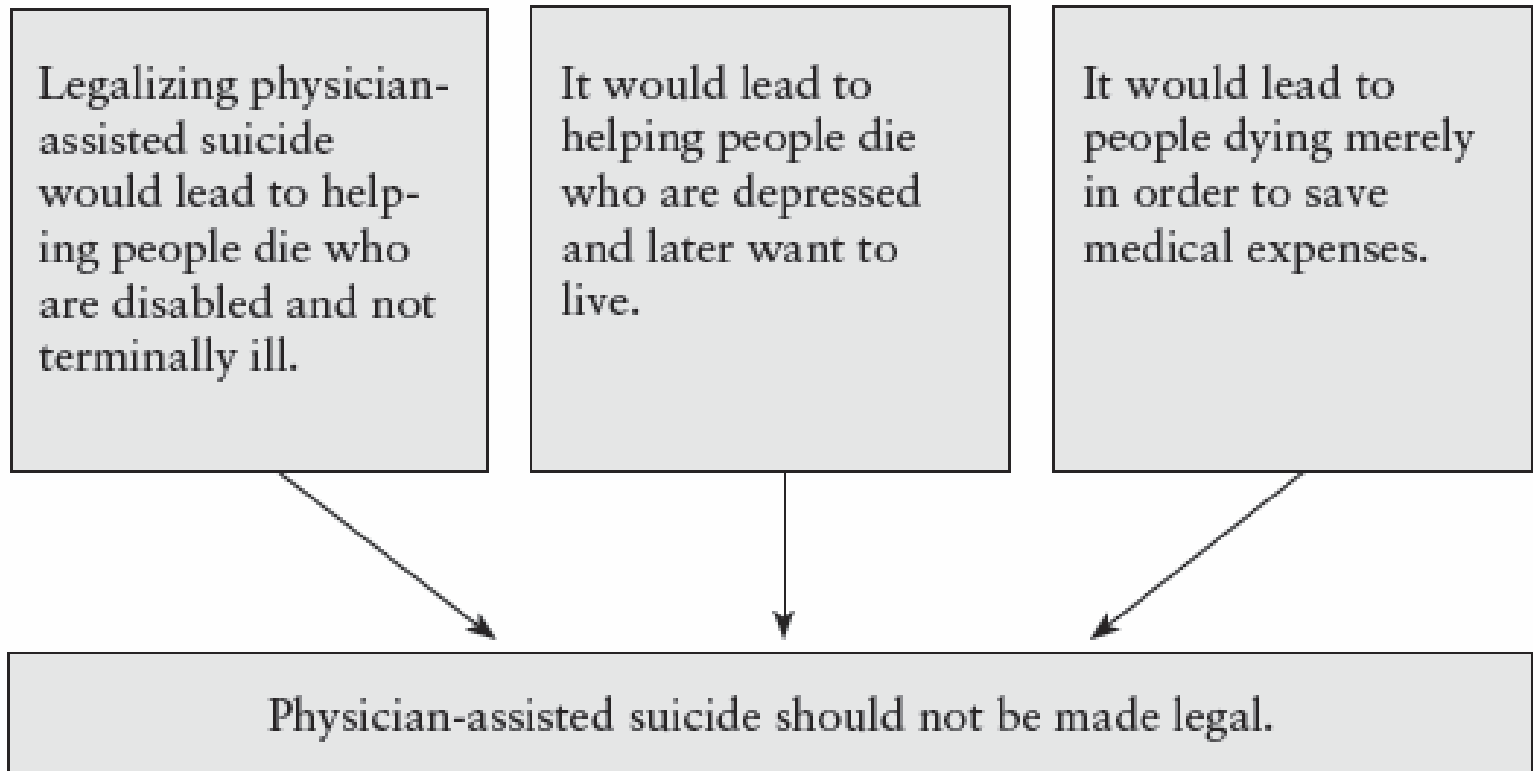 Legalizing physician-
assisted suicide
would lead to help-
ing people die who
are disabled and not
terminally ill.
It would lead to
helping people die
who are depressed
and later want to
live.
It would lead to
people dying merely
in order to save
medical expenses.
Physician-assisted suicide should not be made legal.